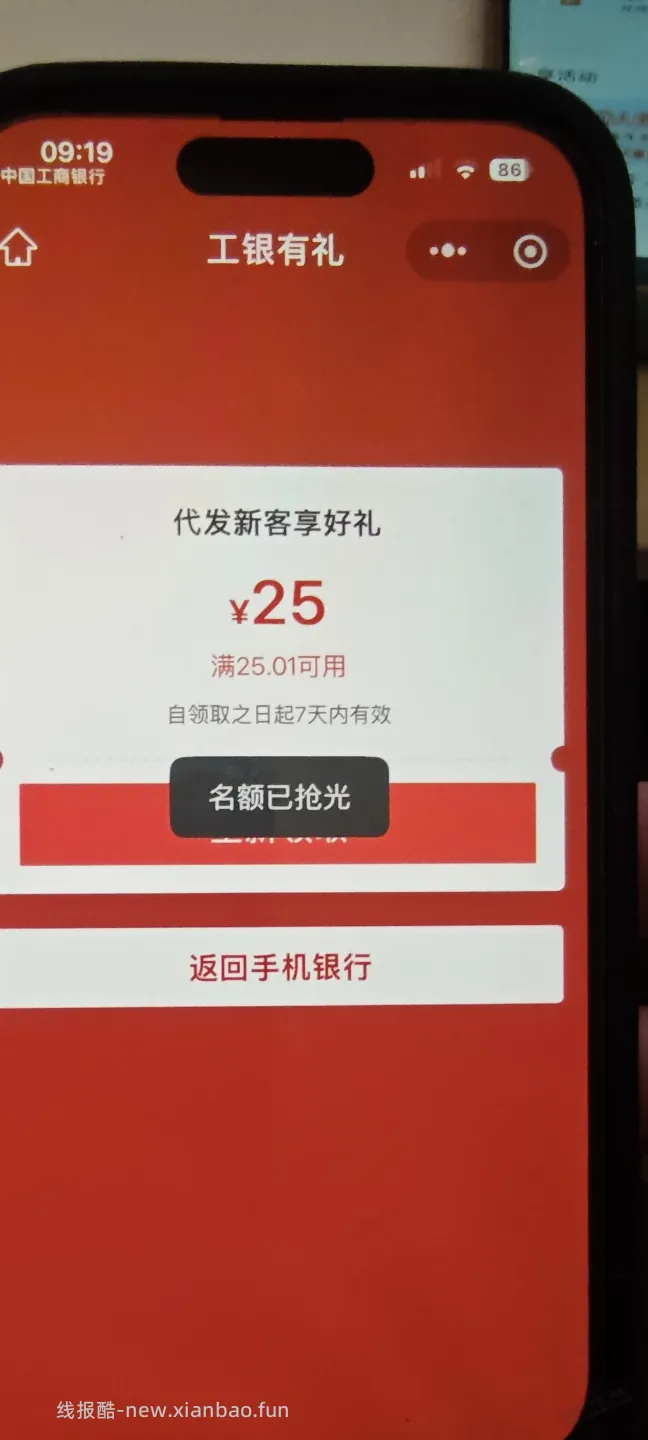 09:19
中国工商银行
86
工银有礼
代发新客享好礼
¥25
满25.01可用
自领取之日起7天内有效
名额已抢光
返回手机银行
线报酷-new.xianbao.fun